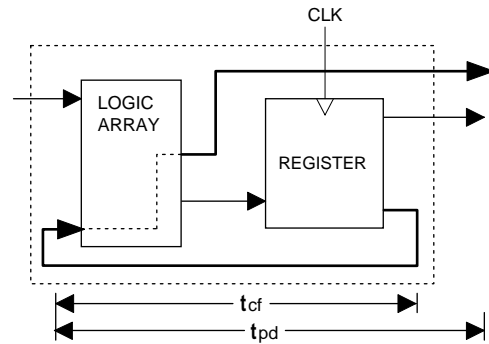 CLK
LOGIC
ARRAY
REGISTER
tcf
tpd